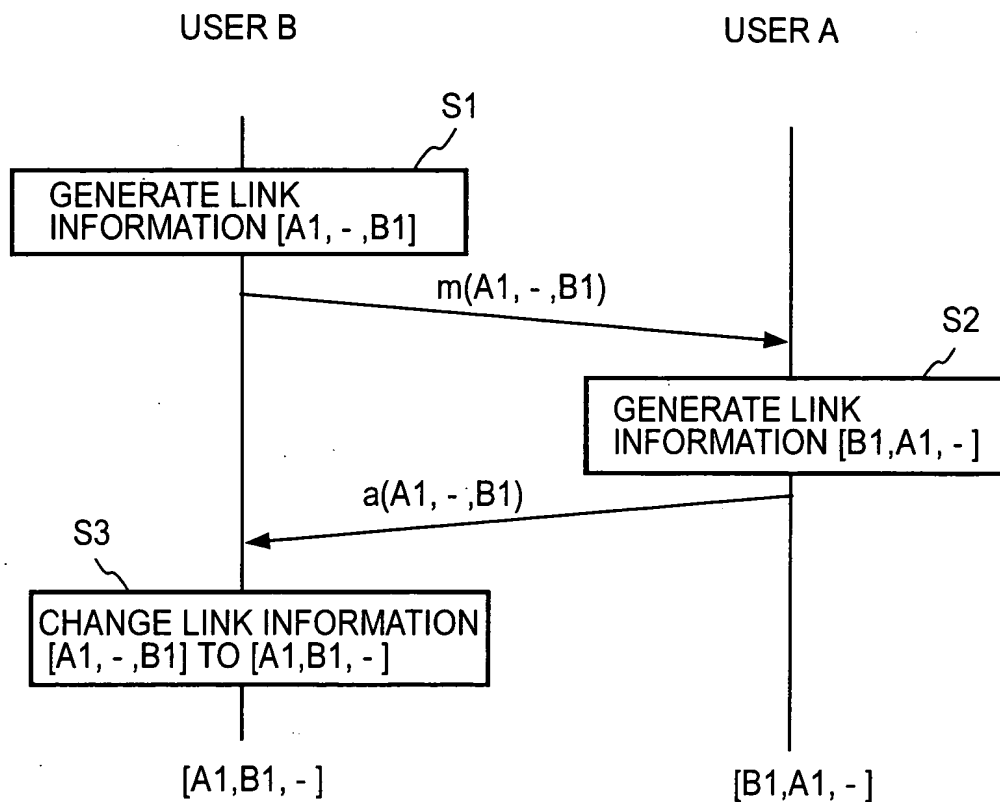 USER B
USER A
S1
GENERATE LINK
INFORMATION [A1, - ,B1]
m(A1, - ,B1)
S2
GENERATE LINK
INFORMATION [B1,A1, - ]
a(A1, - ,B1)
S3
CHANGE LINK INFORMATION
[A1, - ,B1] TO [A1,B1, - ]
[A1,B1, - ]
[B1,A1, - ]